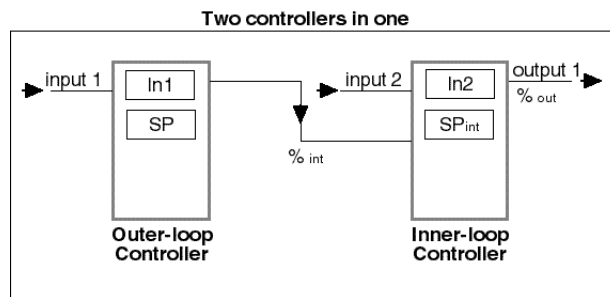 Two controllers in one
input 1
In1
SP
% int
Outer-loop
Controller
input 2
In2
SPint
output 1
% out
Inner-loop
Controller